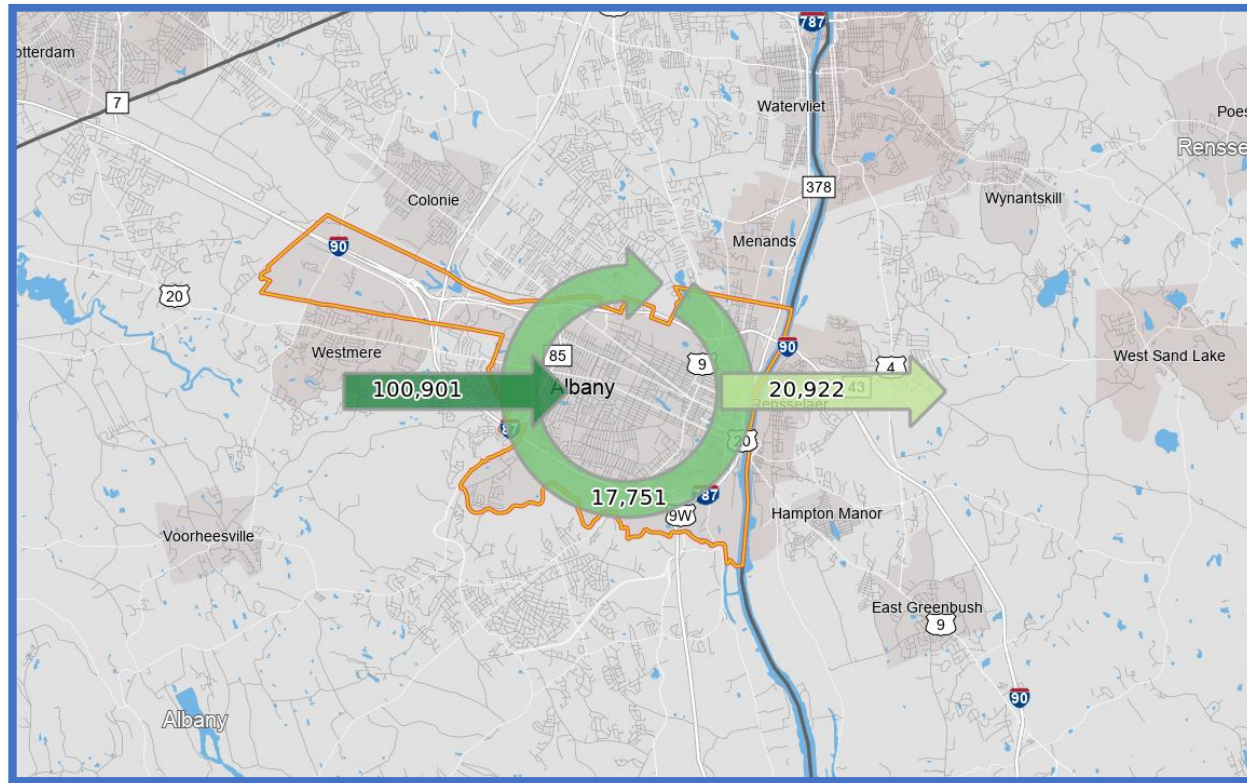 787
otterdam
7
Watervliet
Poes
Rensse
378
Wynantskill
Colonie
Menands
90
20
Westmere
85
9
90
4
West Sand Lake
100,901
Albany
20,922
43
Rensselaer
87
20
17,751
787
9W
Hampton Manor
Voorheesville
East Greenbush
9
90
Albany